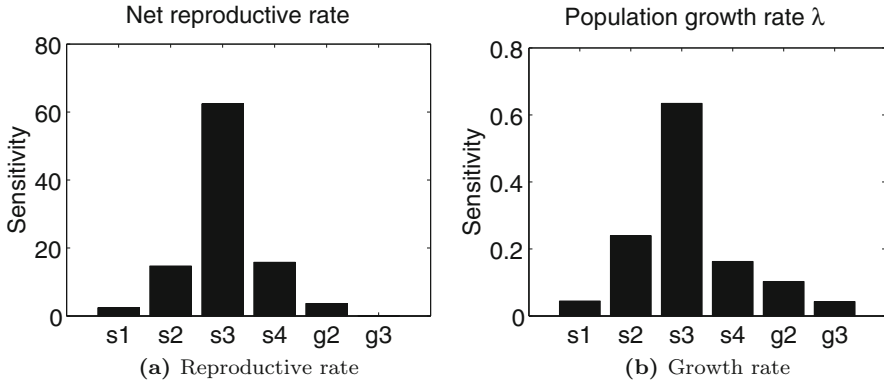 Net reproductive rate
80
60
40
20
0
Sensitivity
s1 s2 s3 s4 g2 g3
(a) Reproductive rate
Population growth rate λ
0.8
0.6
0.4
0.2
0
Sensitivity
s1 s2 s3 s4 g2 g3
(b) Growth rate